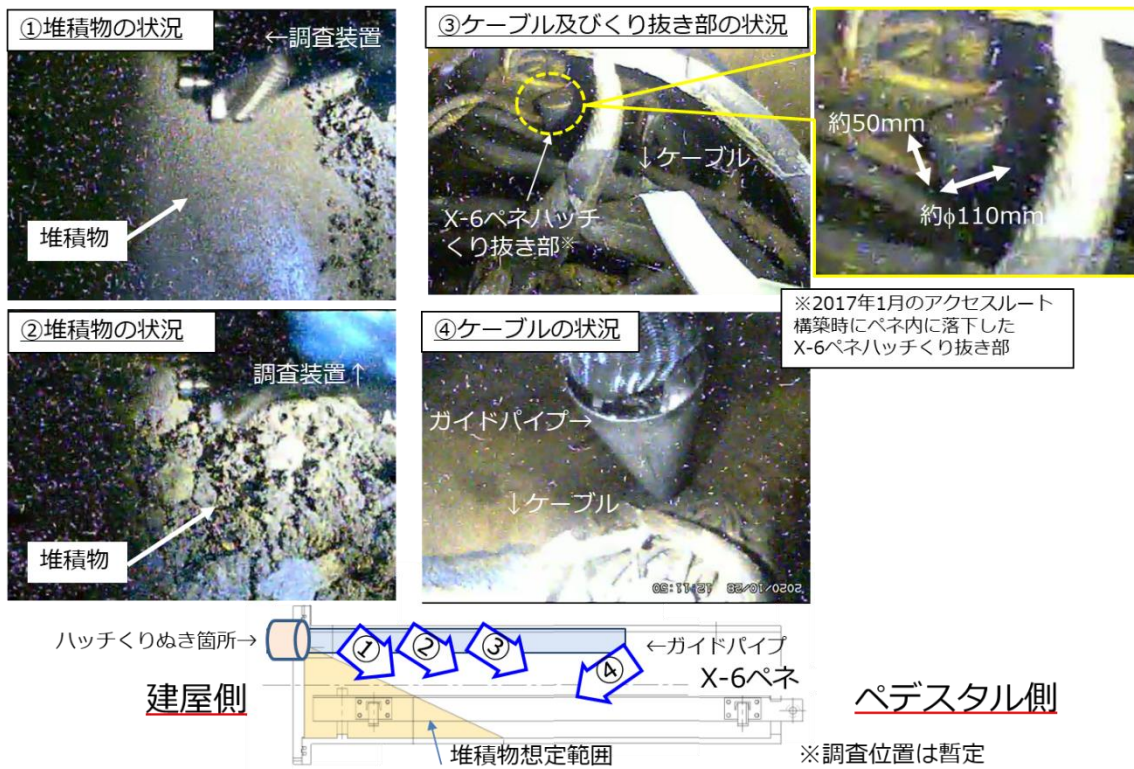 ①堆積物の状況
←調査装置
堆積物
③ケーブル及びくり抜き部の状況
↓ケーブル
X-6ペネハッチ
くり抜き部※
約50mm
約φ110mm
※2017年1月のアクセスルート
構築時にペネ内に落下した
X-6ペネハッチくり抜き部
②堆積物の状況
調査装置↑
堆積物
④ケーブルの状況
ガイドパイプ→
↓ケーブル
2020/10/28 12:11:50
ハッチくりぬき箇所→
①
②
③
④
←ガイドパイプ
X-6ペネ
建屋側
ペデスタル側
堆積物想定範囲
※調査位置は暫定